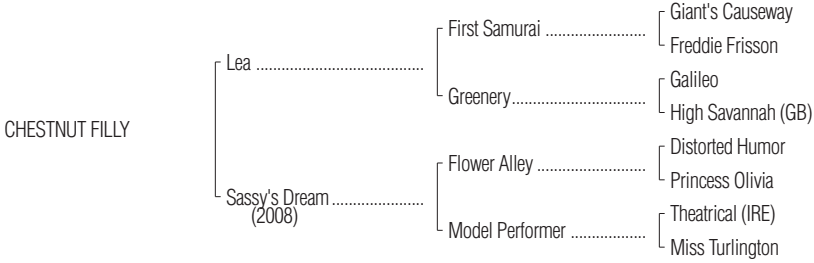 Giant's Causeway
First Samurai ........................
Freddie Frisson
Lea ........................................
Galileo
Greenery................................
High Savannah (GB)
CHESTNUT FILLY
Distorted Humor
Flower Alley ..........................
Princess Olivia
Sassy's Dream ......................
(2008)
Theatrical (IRE)
Model Performer ..................
Miss Turlington